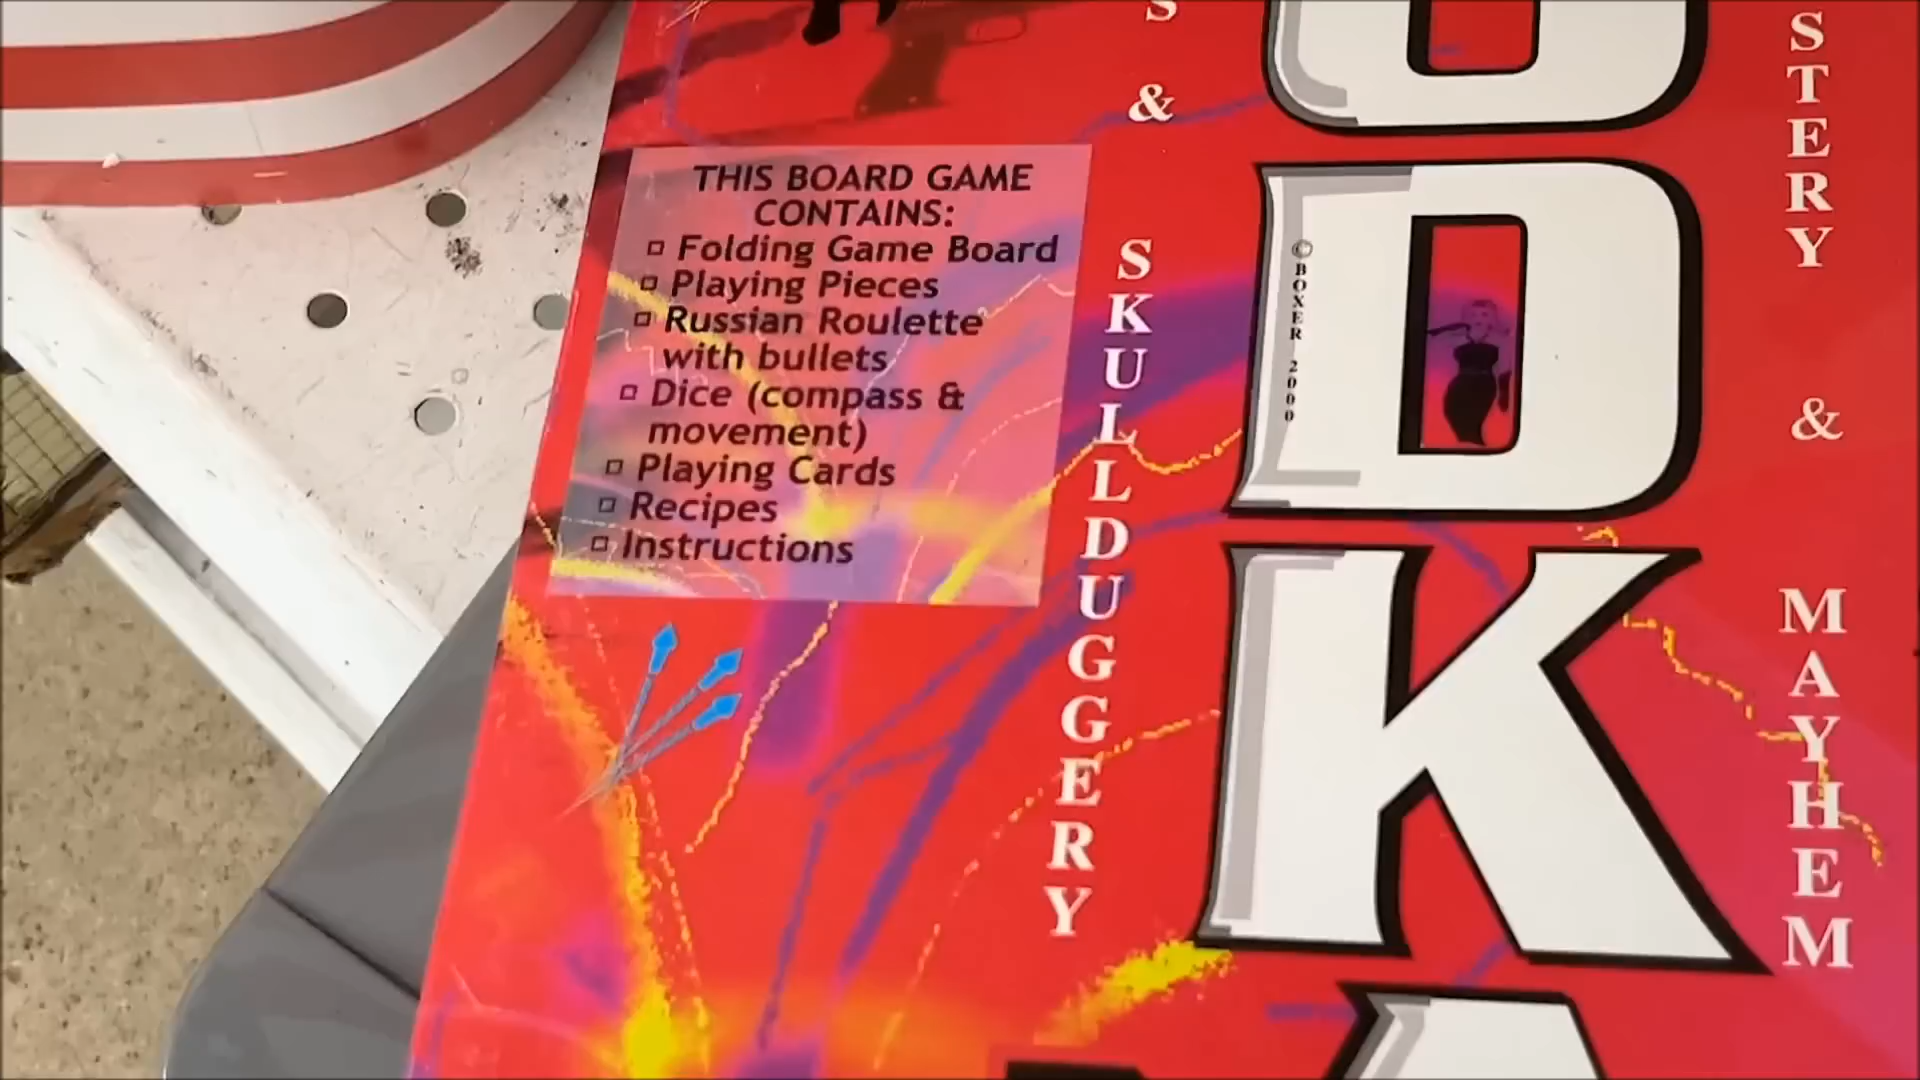 THIS BOARD GAME
CONTAINS:
Folding Game Board
Playing Pieces
Russian Roulette
with bullets
Dice (compass &
movement)
Playing Cards
Recipes
Instructions
S & SKULLDUGGERY
© BOXER 2000
DK
STERY & MAYHEM